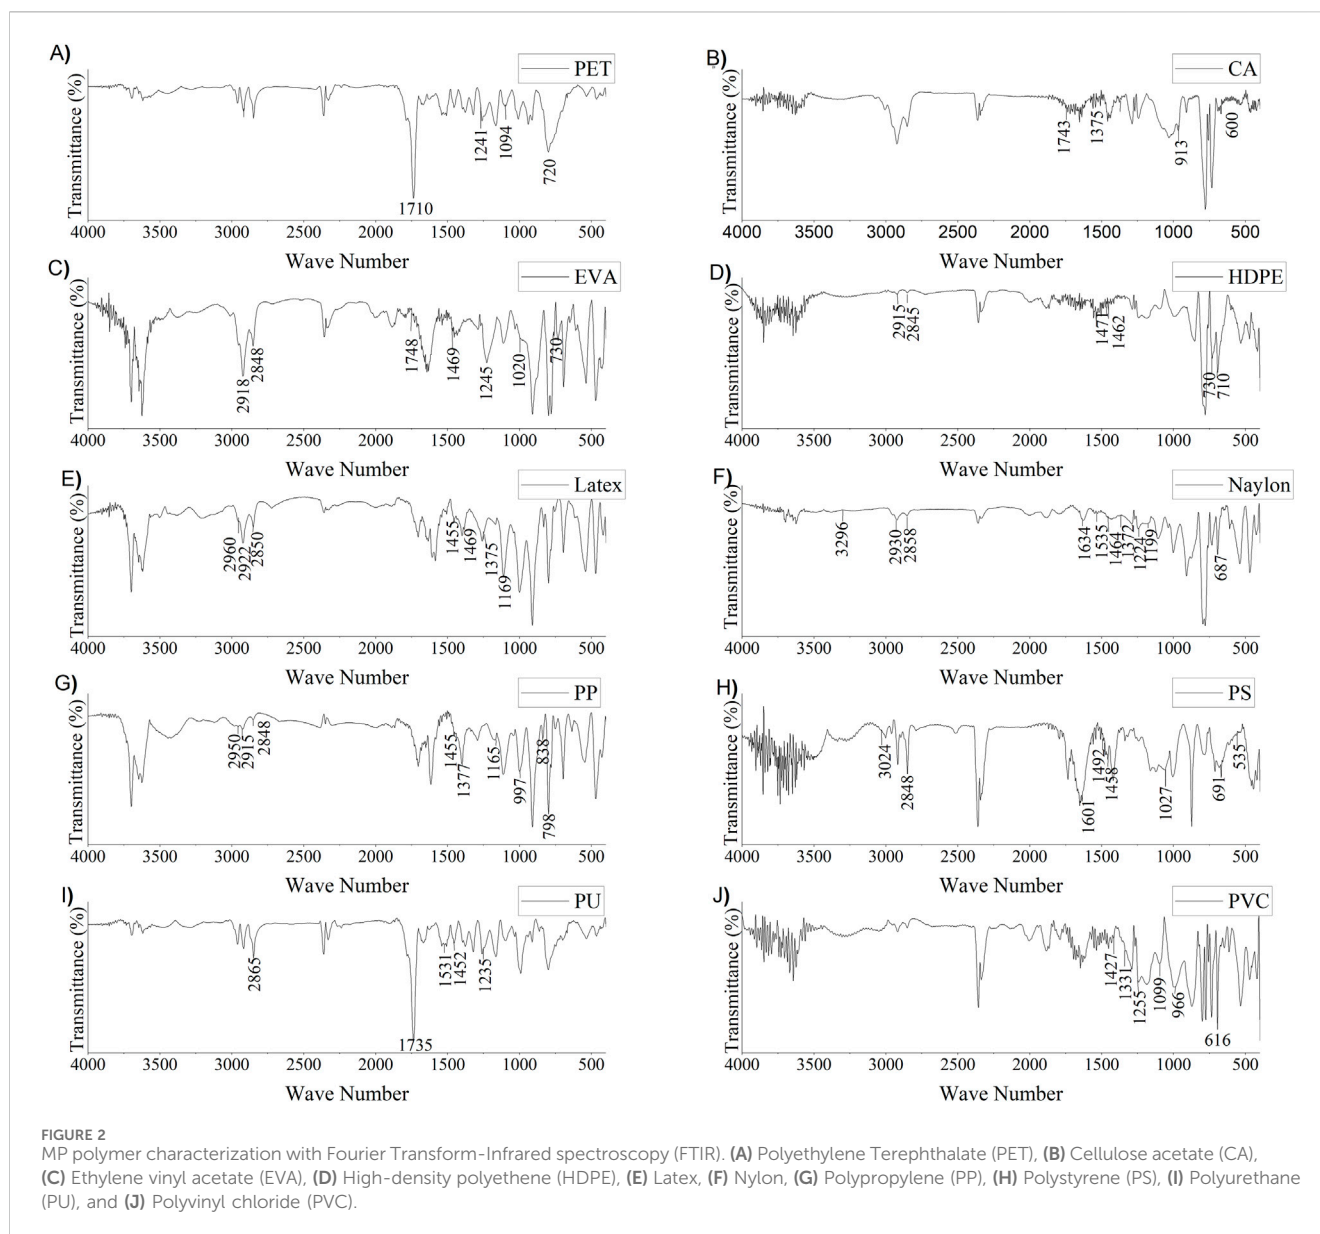 A)
PET
Transmittance (%)
1710
1241
1094
720
4000 3500 3000 2500 2000 1500 1000 500
Wave Number
B)
CA
Transmittance (%)
1743
1375
913
600
4000 3500 3000 2500 2000 1500 1000 500
Wave Number
C)
EVA
Transmittance (%)
2918
2848
1748
1469
1245
1020
730
4000 3500 3000 2500 2000 1500 1000 500
Wave Number
D)
HDPE
Transmittance (%)
2915
2845
1471
1462
730
710
4000 3500 3000 2500 2000 1500 1000 500
Wave Number
E)
Latex
Transmittance (%)
2960
2922
2850
1455
1469
1375
1169
4000 3500 3000 2500 2000 1500 1000 500
Wave Number
F)
Naylon
Transmittance (%)
3296
2930
2858
1634
1535
1464
1372
1224
1199
687
4000 3500 3000 2500 2000 1500 1000 500
Wave Number
G)
PP
Transmittance (%)
2950
2915
2848
1455
1377
1165
997
838
798
4000 3500 3000 2500 2000 1500 1000 500
Wave Number
H)
PS
Transmittance (%)
3024
2848
1601
1492
1458
1027
691
535
4000 3500 3000 2500 2000 1500 1000 500
Wave Number
I)
PU
Transmittance (%)
2865
1735
1531
1452
1235
4000 3500 3000 2500 2000 1500 1000 500
Wave Number
J)
PVC
Transmittance (%)
1427
1331
1255
1099
966
616
4000 3500 3000 2500 2000 1500 1000 500
Wave Number
FIGURE 2
MP polymer characterization with Fourier Transform-Infrared spectroscopy (FTIR). (A) Polyethylene Terephthalate (PET), (B) Cellulose acetate (CA),
(C) Ethylene vinyl acetate (EVA), (D) High-density polyethene (HDPE), (E) Latex, (F) Nylon, (G) Polypropylene (PP), (H) Polystyrene (PS), (I) Polyurethane
(PU), and (J) Polyvinyl chloride (PVC).